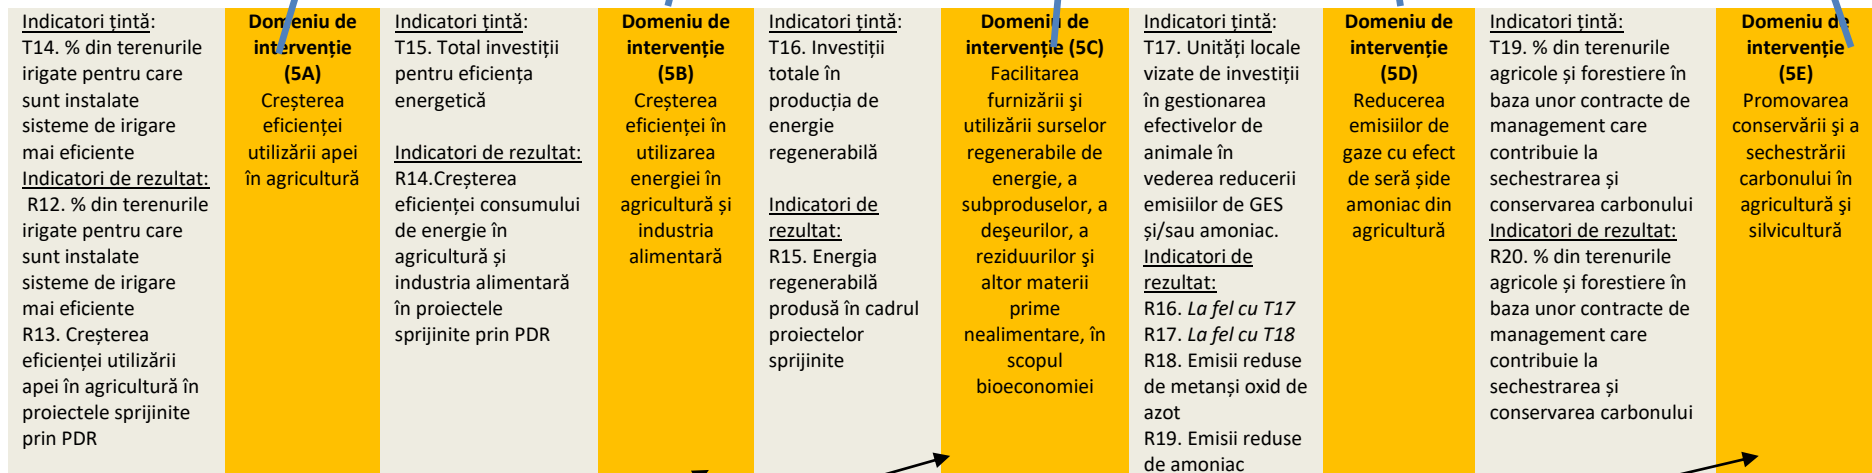 Indicatori țintă:
T14. % din terenurile
irigate pentru care
sunt instalate
sisteme de irigare
mai eficiente
Indicatori de rezultat:
R12. % din terenurile
irigate pentru care
sunt instalate
sisteme de irigare
mai eficiente
R13. Creșterea
eficienței utilizării
apei în agricultură în
proiectele sprijinite
prin PDR
Domeniu de
intervenție
(5A)
Creșterea
eficienței
utilizării apei
în agricultură
Indicatori țintă:
T15. Total investiții
pentru eficiența
energetică
Indicatori de rezultat:
R14.Creșterea
eficienței consumului
de energie în
agricultură și
industria alimentară
în proiectele
sprijinite prin PDR
Domeniu de
intervenție
(5B)
Creșterea
eficienței în
utilizarea
energiei în
agricultură și
industria
alimentară
Indicatori țintă:
T16. Investiții
totale în
producția de
energie
regenerabilă
Indicatori de
rezultat:
R15. Energia
regenerabilă
produsă în cadrul
proiectelor
sprijinite
Domeniu de
intervenție (5C)
Facilitarea
furnizării şi
utilizării surselor
regenerabile de
energie, a
subproduselor, a
deşeurilor, a
reziduurilor şi
altor materii
prime
nealimentare, în
scopul
bioeconomiei
Indicatori țintă:
T17. Unități locale
vizate de investiții
în gestionarea
efectivelor de
animale în
vederea reducerii
emisiilor de GES
și/sau amoniac.
Indicatori de
rezultat:
R16. La fel cu T17
R17. La fel cu T18
R18. Emisii reduse
de metanși oxid de
azot
R19. Emisii reduse
de amoniac
Domeniu de
intervenție
(5D)
Reducerea
emisiilor de
gaze cu efect
de seră șide
amoniac din
agricultură
Indicatori țintă:
T19. % din terenurile
agricole și forestiere în
baza unor contracte de
management care
contribuie la
sechestrarea și
conservarea carbonului
Indicatori de rezultat:
R20. % din terenurile
agricole și forestiere în
baza unor contracte de
management care
contribuie la
sechestrarea și
conservarea carbonului
Domeniu de
intervenție
(5E)
Promovarea
conservării şi a
sechestrării
carbonului în
agricultură şi
silvicultură